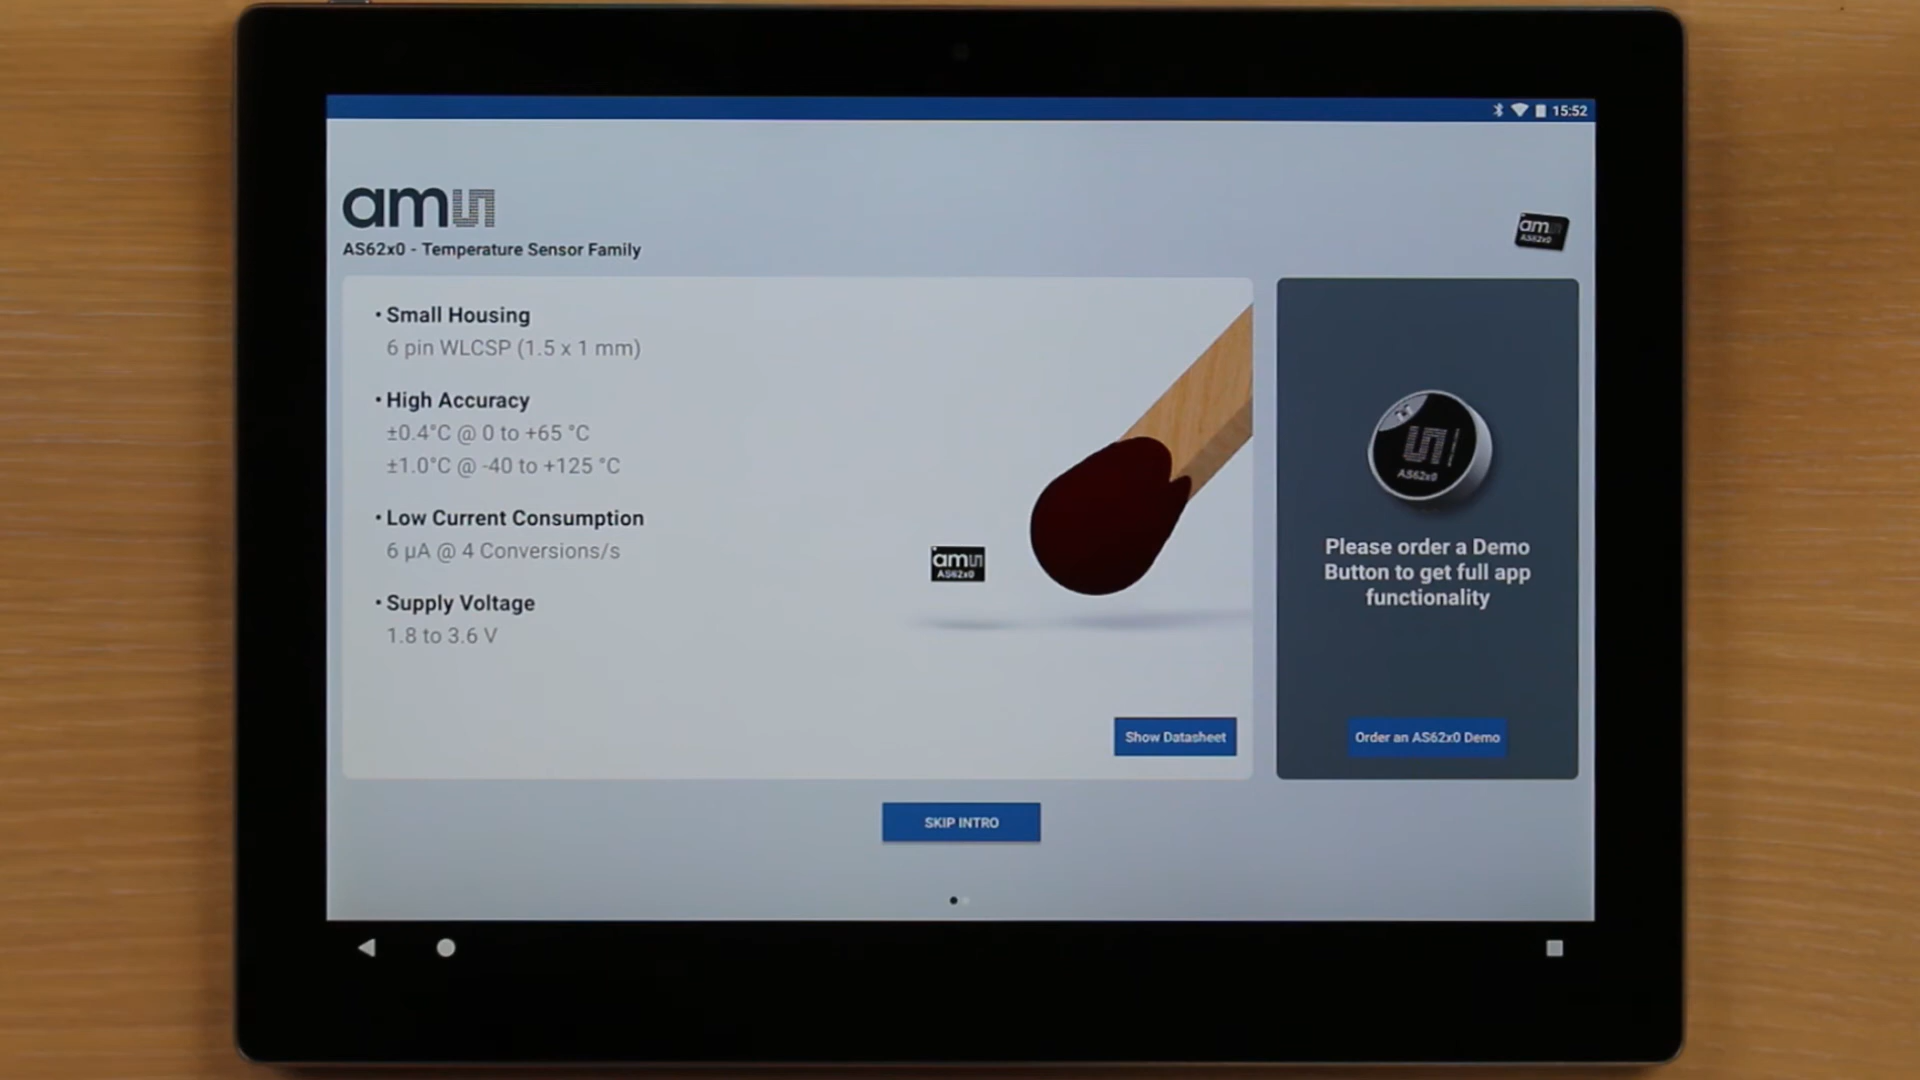 15:52
am
AS62x0 - Temperature Sensor Family
am
AS62x0
• Small Housing
6 pin WLCSP (1.5 x 1 mm)
• High Accuracy
±0.4°C @ 0 to +65 °C
±1.0°C @ -40 to +125 °C
• Low Current Consumption
6 µA @ 4 Conversions/s
• Supply Voltage
1.8 to 3.6 V
am
AS62x0
Show Datasheet
AS62x0
Please order a Demo
Button to get full app
functionality
Order an AS62x0 Demo
SKIP INTRO